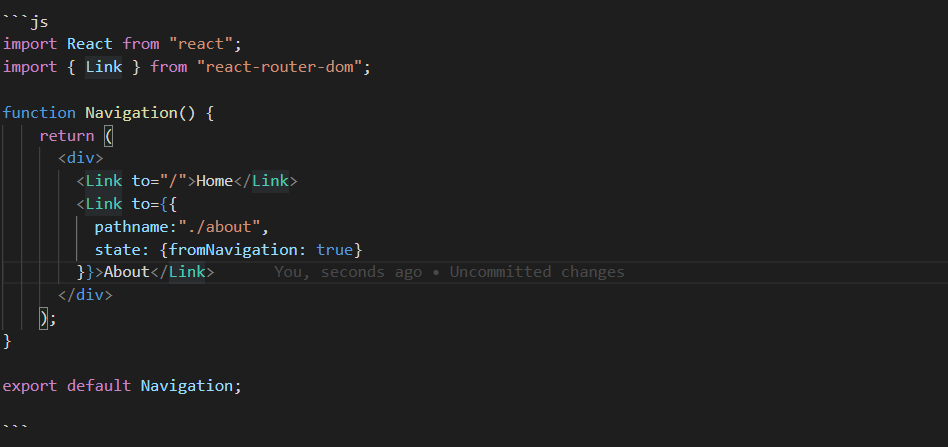 ```js
import React from "react";
import { Link } from "react-router-dom";
function Navigation() {
return (
<div>
<Link to="/">Home</Link>
<Link to={{
pathname:"./about",
state: {fromNavigation: true}
}}>About</Link> You, seconds ago • Uncommitted changes
</div>
);
}
export default Navigation;
```